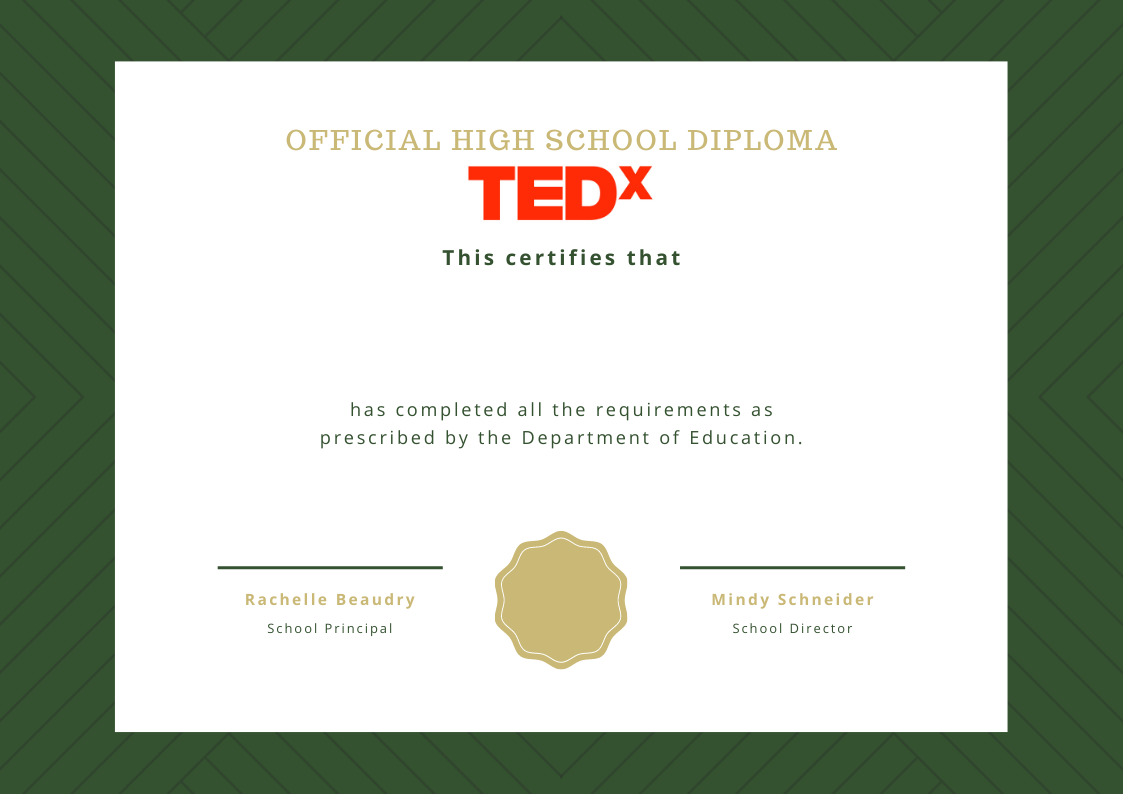 OFFICIAL HIGH SCHOOL DIPLOMA
TEDx
This certifies that
has completed all the requirements as
prescribed by the Department of Education.
Rachelle Beaudry
School Principal
Mindy Schneider
School Director